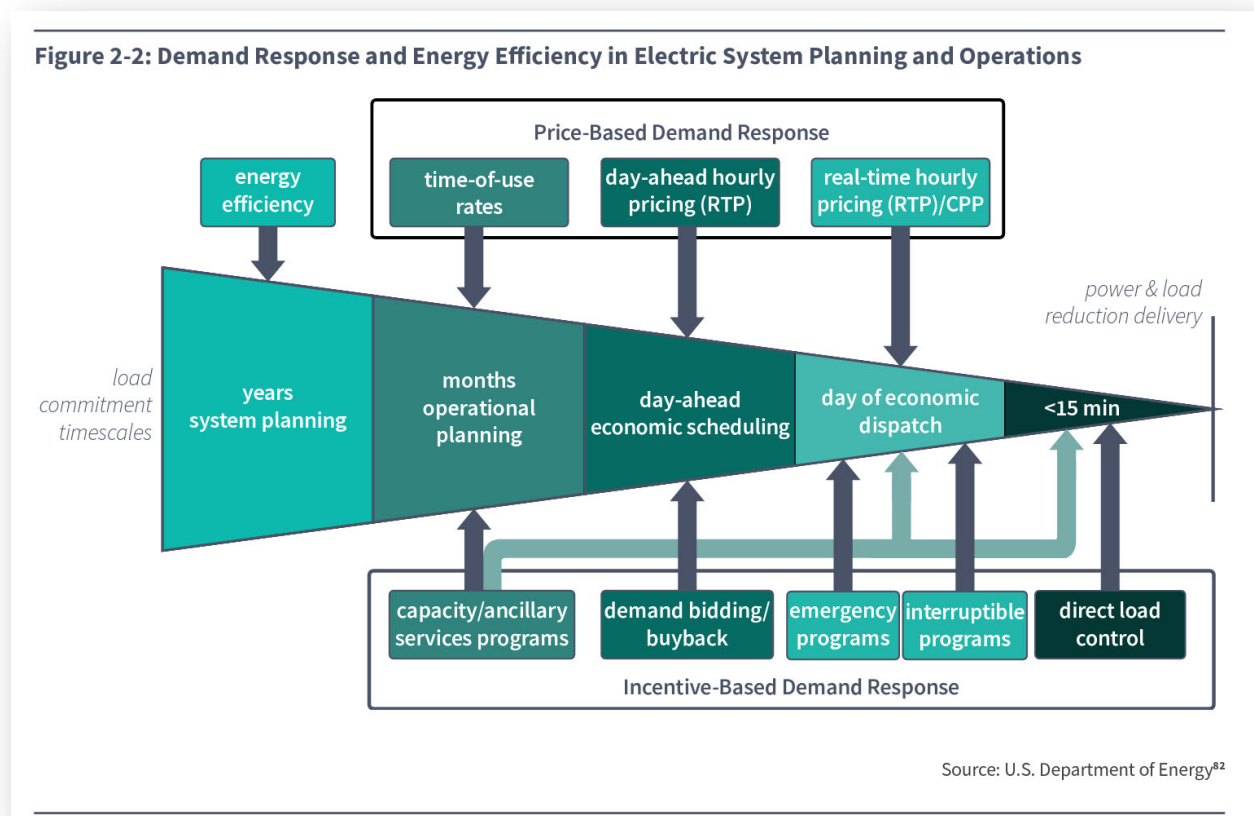 Figure 2-2: Demand Response and Energy Efficiency in Electric System Planning and Operations
Price-Based Demand Response
energy
efficiency
time-of-use
rates
day-ahead hourly
pricing (RTP)
real-time hourly
pricing (RTP)/CPP
power & load
reduction delivery
load
commitment
timescales
years
system planning
months
operational
planning
day-ahead
economic scheduling
day of economic
dispatch
<15 min
capacity/ancillary
services programs
demand bidding/
buyback
emergency
programs
interruptible
programs
direct load
control
Incentive-Based Demand Response
Source: U.S. Department of Energy⁸²